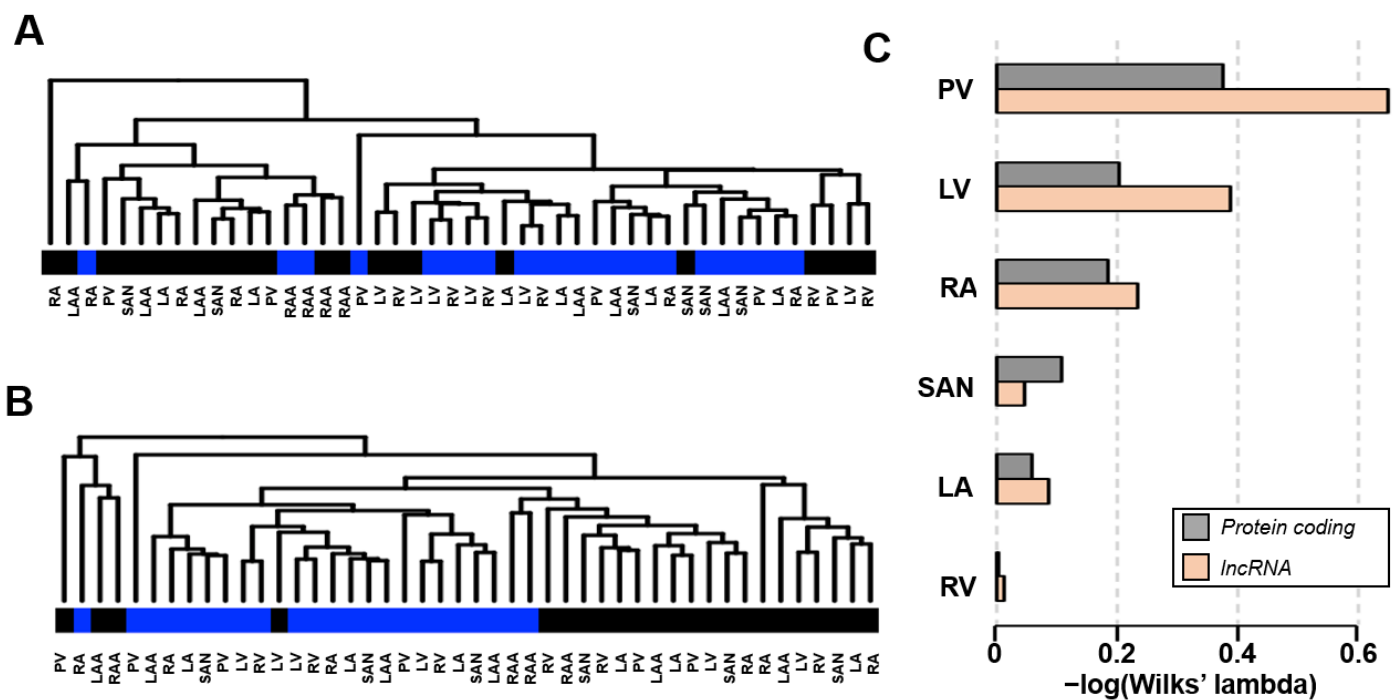 A
RA LAA RA PV SAN LAA LA RA LAA SAN RA LA PV RAA RAA RAA RAA PV LV RV LV LV RV LV RV LA LV RV LA LAA PV LAA SAN LA RA SAN SAN LAA SAN PV LA RA RV PV LV RV
B
PV RA LAA RAA PV LAA RA LA SAN PV LV RV LV LV RV RA LA SAN LAA PV LV RV LA SAN LAA RAA RAA RV RAA SAN RV LA PV LAA LA PV LV SAN RA RA LAA LV RV SAN LA RA
C
PV
LV
RA
SAN
LA
RV
Protein coding
lncRNA
0 0.2 0.4 0.6
−log(Wilks’ lambda)